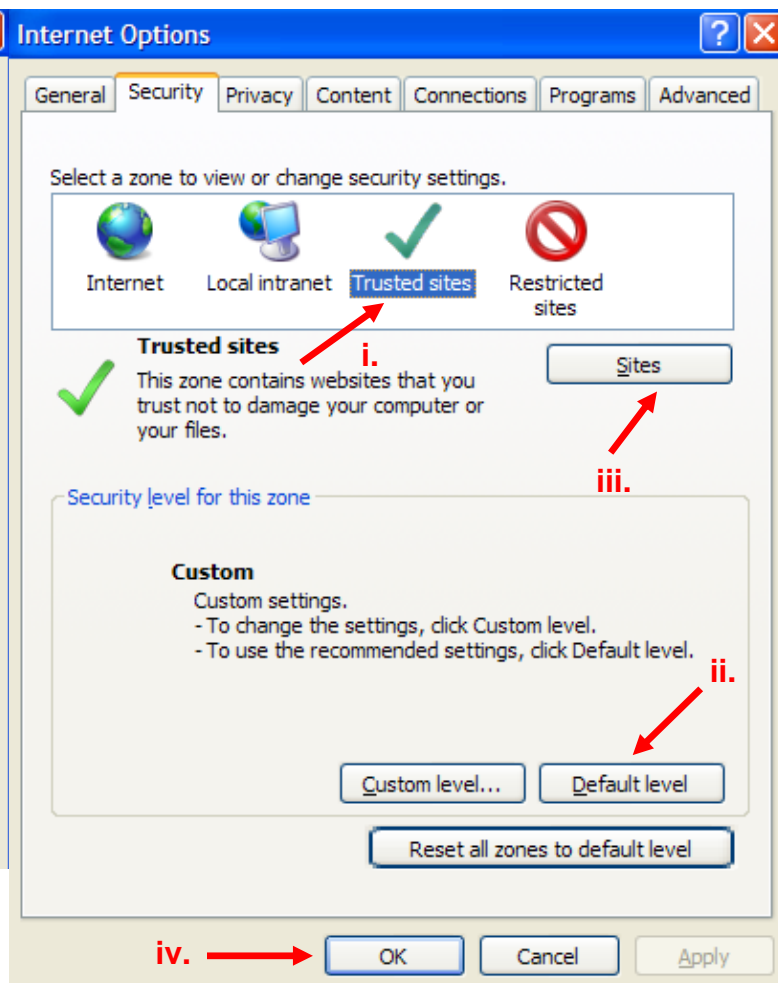 Internet Options
General Security Privacy Content Connections Programs Advanced
Select a zone to view or change security settings.
Internet Local intranet Trusted sites Restricted
sites
Trusted sites
i.
Sites
This zone contains websites that you
trust not to damage your computer or
your files.
iii.
Security level for this zone
Custom
Custom settings.
- To change the settings, click Custom level.
- To use the recommended settings, click Default level.
ii.
Custom level... Default level
Reset all zones to default level
iv. OK Cancel Apply